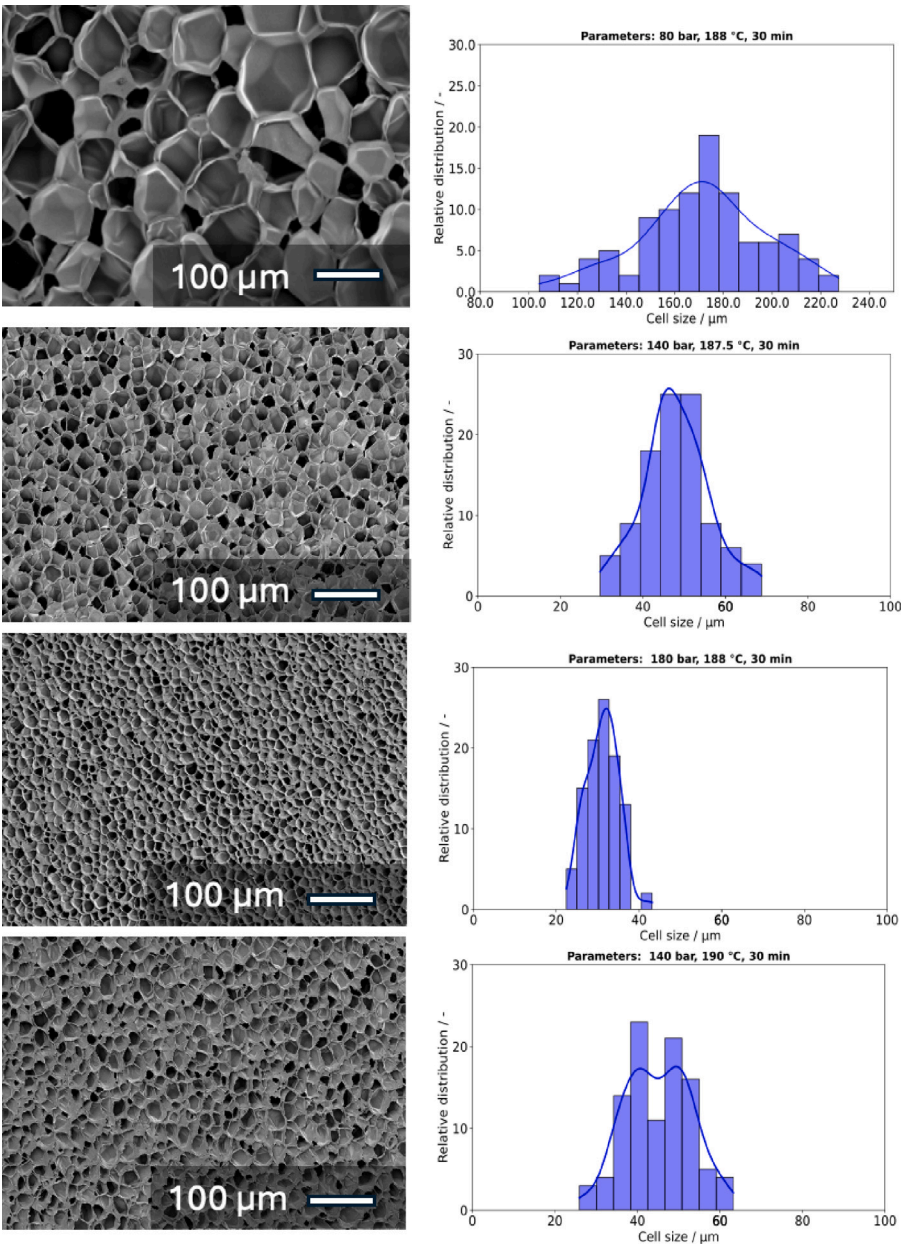 100 µm
Parameters: 80 bar, 188 °C, 30 min
Relative distribution / -
30.0
25.0
20.0
15.0
10.0
5.0
0.0
80.0 100.0 120.0 140.0 160.0 180.0 200.0 220.0 240.0
Cell size / µm
100 µm
Parameters: 140 bar, 187.5 °C, 30 min
Relative distribution / -
30
20
10
0
0 20 40 60 80 100
Cell size / µm
100 µm
Parameters: 180 bar, 188 °C, 30 min
Relative distribution / -
30
20
10
0
0 20 40 60 80 100
Cell size / µm
100 µm
Parameters: 140 bar, 190 °C, 30 min
Relative distribution / -
30
20
10
0
0 20 40 60 80 100
Cell size / µm